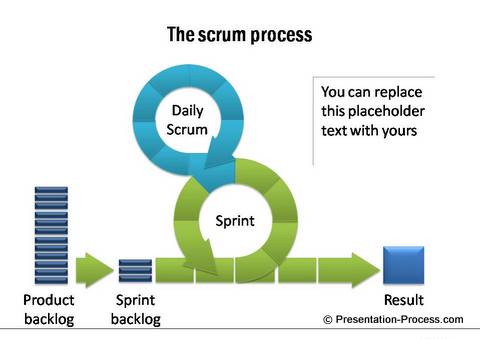 The scrum process
Daily
Scrum
You can replace
this placeholder
text with yours
Sprint
Product
backlog
Sprint
backlog
Result
© Presentation-Process.com